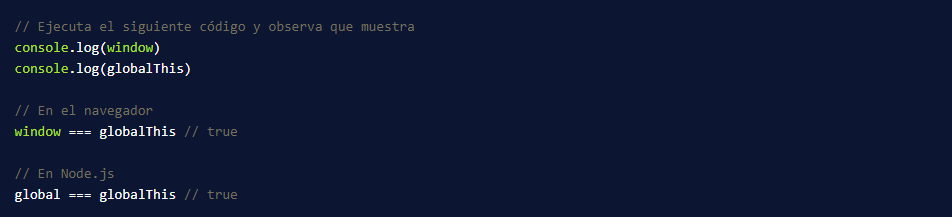 // Ejecuta el siguiente código y observa que muestra
console.log(window)
console.log(globalThis)
// En el navegador
window === globalThis // true
// En Node.js
global === globalThis // true